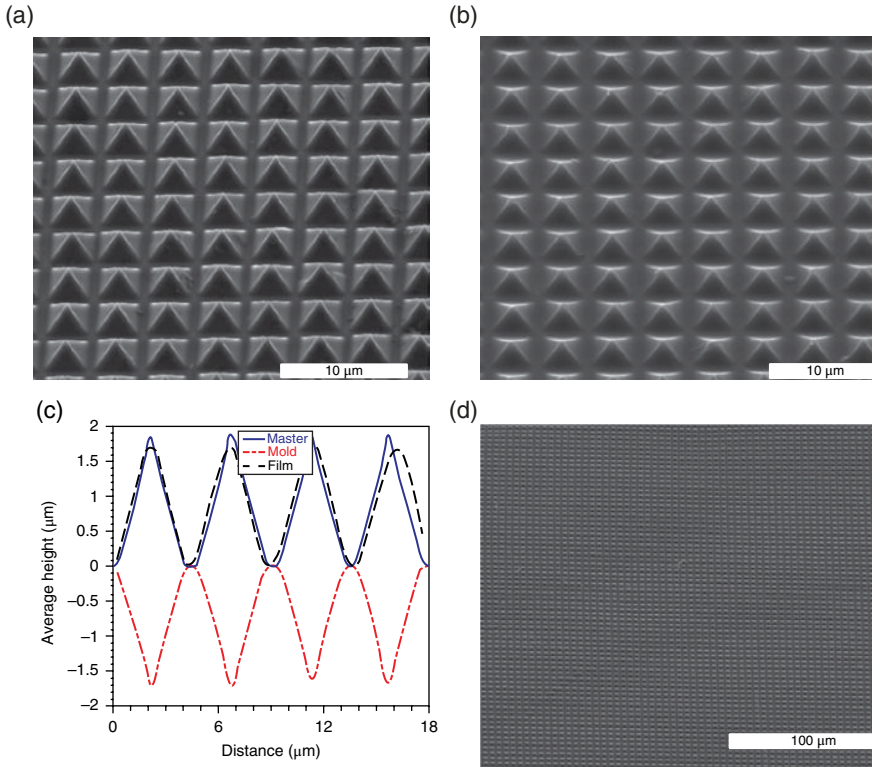 (a)
(b)
10 μm
10 μm
(c)
2
1.5
1
0.5
0
−0.5
−1
−1.5
−2
Average height (μm)
Master
Mold
Film
0
6
12
18
Distance (μm)
(d)
100 μm